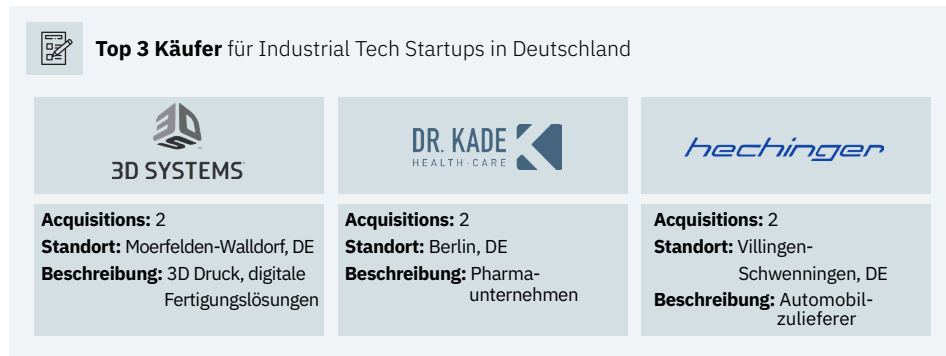 Top 3 Käufer für Industrial Tech Startups in Deutschland
3D SYSTEMS
Acquisitions: 2
Standort: Moerfelden-Walldorf, DE
Beschreibung: 3D Druck, digitale
Fertigungslösungen
DR. KADE
HEALTH·CARE
Acquisitions: 2
Standort: Berlin, DE
Beschreibung: Pharma-
unternehmen
hechinger
Acquisitions: 2
Standort: Villingen-
Schwenningen, DE
Beschreibung: Automobil-
zulieferer